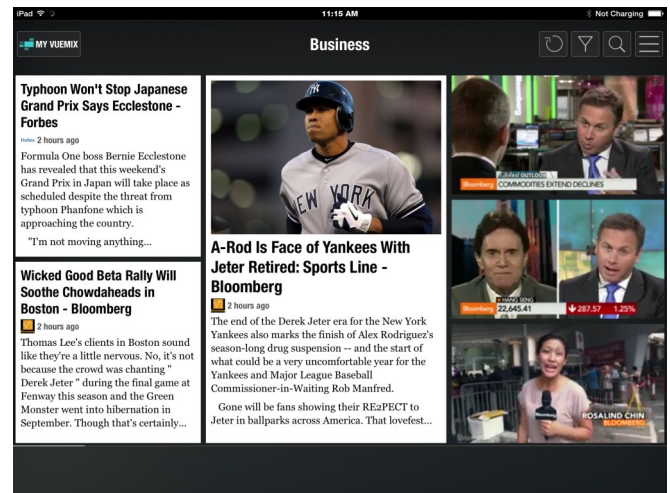 iPad
11:15 AM
Not Charging
MY VUEMIX
Business
Typhoon Won't Stop Japanese
Grand Prix Says Ecclestone -
Forbes
Forbes 2 hours ago
Formula One boss Bernie Ecclestone
has revealed that this weekend's
Grand Prix in Japan will take place as
scheduled despite the threat from
typhoon Phanfone which is
approaching the country.
"I'm not moving anything...
Wicked Good Beta Rally Will
Soothe Chowdaheads in
Boston - Bloomberg
2 hours ago
Thomas Lee's clients in Boston sound
like they're a little nervous. No, it's not
because the crowd was chanting "
Derek Jeter " during the final game at
Fenway this season and the Green
Monster went into hibernation in
September. Though that's certainly...
NEW YORK
A-Rod Is Face of Yankees With
Jeter Retired: Sports Line -
Bloomberg
2 hours ago
The end of the Derek Jeter era for the New York
Yankees also marks the finish of Alex Rodriguez's
season-long drug suspension -- and the start of
what could be a very uncomfortable year for the
Yankees and Major League Baseball
Commissioner-in-Waiting Rob Manfred.
Gone will be fans showing their RE2PECT to
Jeter in ballparks across America. That lovefest...
Global OUTLOOK
Bloomberg COMMODITIES EXTEND DECLINES
HANG SENG
Bloomberg 22,645.41 287.57 1.25%
Bloomberg
ROSALIND CHIN
BLOOMBERG